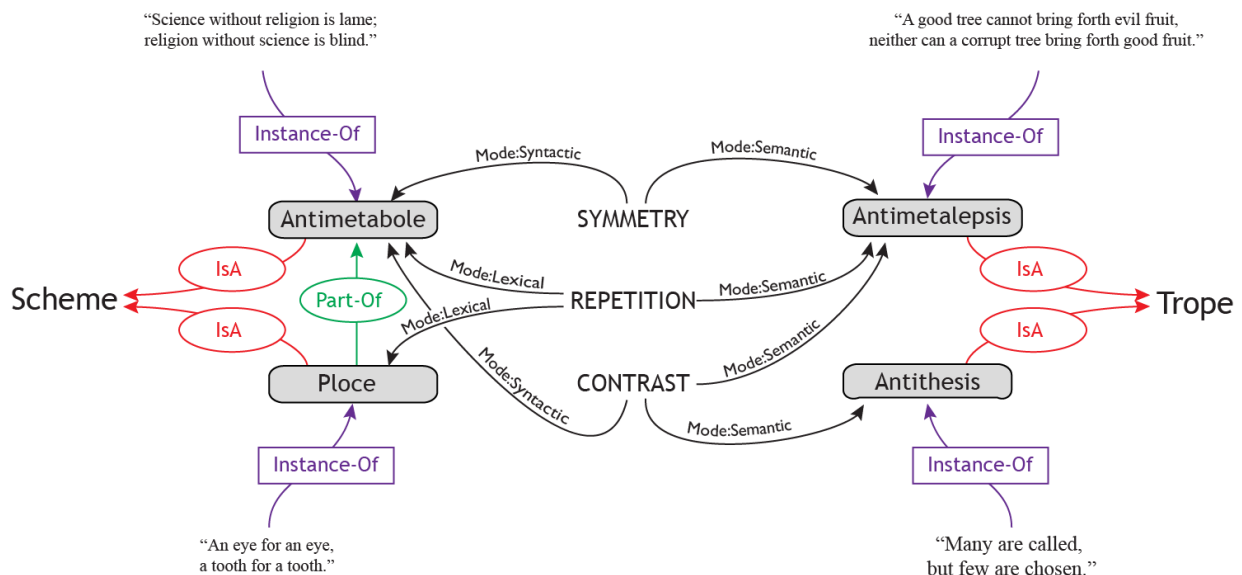 “Science without religion is lame;
religion without science is blind.”
“A good tree cannot bring forth evil fruit,
neither can a corrupt tree bring forth good fruit.”
Instance-Of
Instance-Of
Mode:Syntactic
Mode:Semantic
Antimetabole
SYMMETRY
Antimetalepsis
IsA
Mode:Lexical
Mode:Semantic
IsA
Scheme
Part-Of
REPETITION
Trope
IsA
Mode:Lexical
Mode:Semantic
IsA
Ploce
Mode:Syntactic
CONTRAST
Antithesis
Mode:Semantic
Instance-Of
Instance-Of
“An eye for an eye,
a tooth for a tooth.”
“Many are called,
but few are chosen.”